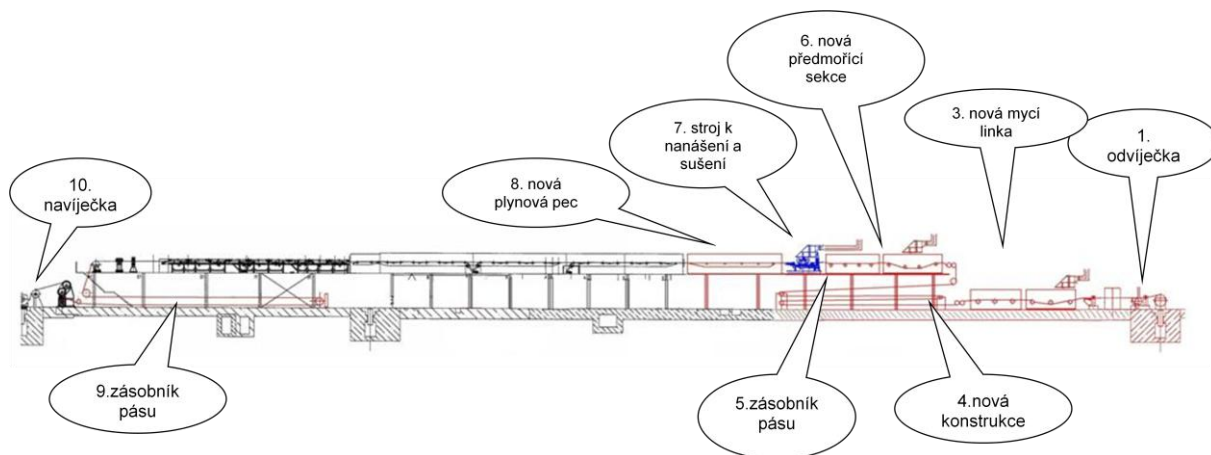 6. nová
předmořící
sekce
7. stroj k
nanášení a
sušení
3. nová mycí
linka
1.
odvíječka
10.
navíječka
8. nová
plynová pec
9.zásobník
pásu
5.zásobník
pásu
4.nová
konstrukce